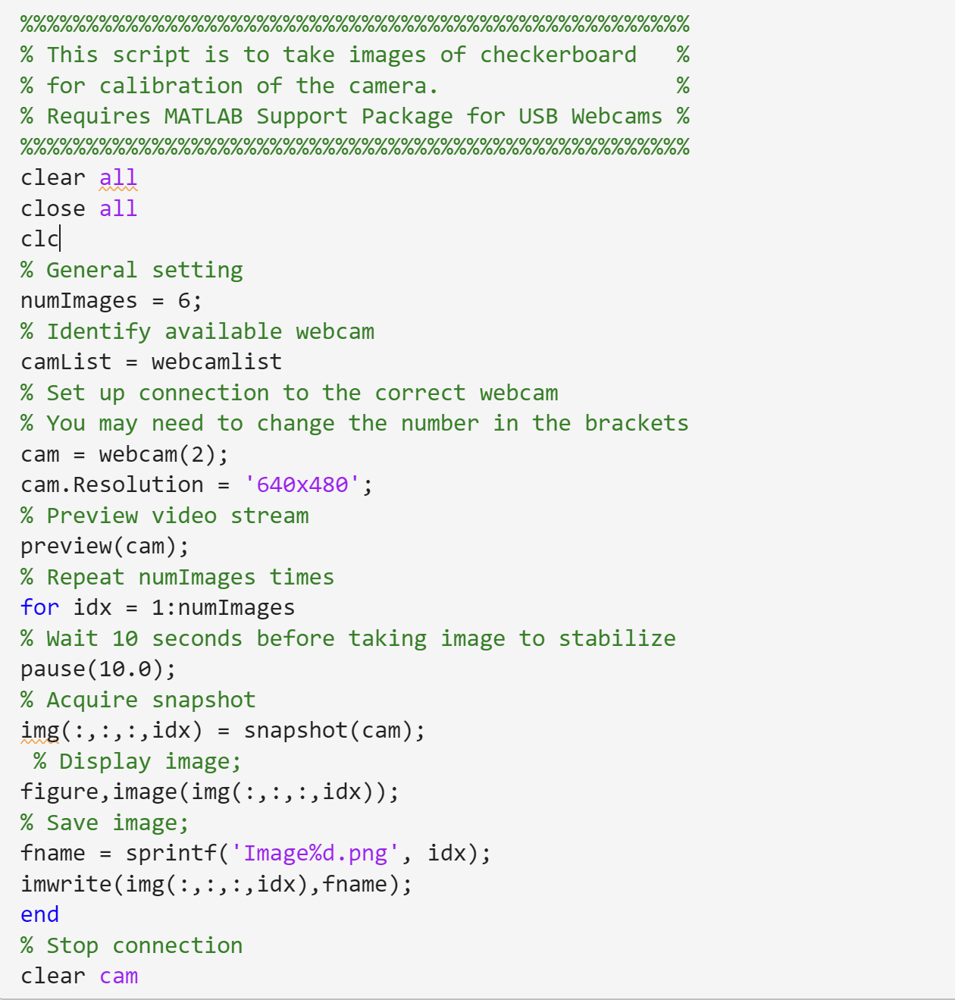 %%%%%%%%%%%%%%%%%%%%%%%%%%%%%%%%%%%%%%%%%%%%%%%%%%%
% This script is to take images of checkerboard   %
% for calibration of the camera.                  %
% Requires MATLAB Support Package for USB Webcams %
%%%%%%%%%%%%%%%%%%%%%%%%%%%%%%%%%%%%%%%%%%%%%%%%%%%
clear all
close all
clc
% General setting
numImages = 6;
% Identify available webcam
camList = webcamlist
% Set up connection to the correct webcam
% You may need to change the number in the brackets
cam = webcam(2);
cam.Resolution = '640x480';
% Preview video stream
preview(cam);
% Repeat numImages times
for idx = 1:numImages
% Wait 10 seconds before taking image to stabilize
pause(10.0);
% Acquire snapshot
img(:,:,:,idx) = snapshot(cam);
 % Display image;
figure,image(img(:,:,:,idx));
% Save image;
fname = sprintf('Image%d.png', idx);
imwrite(img(:,:,:,idx),fname);
end
% Stop connection
clear cam